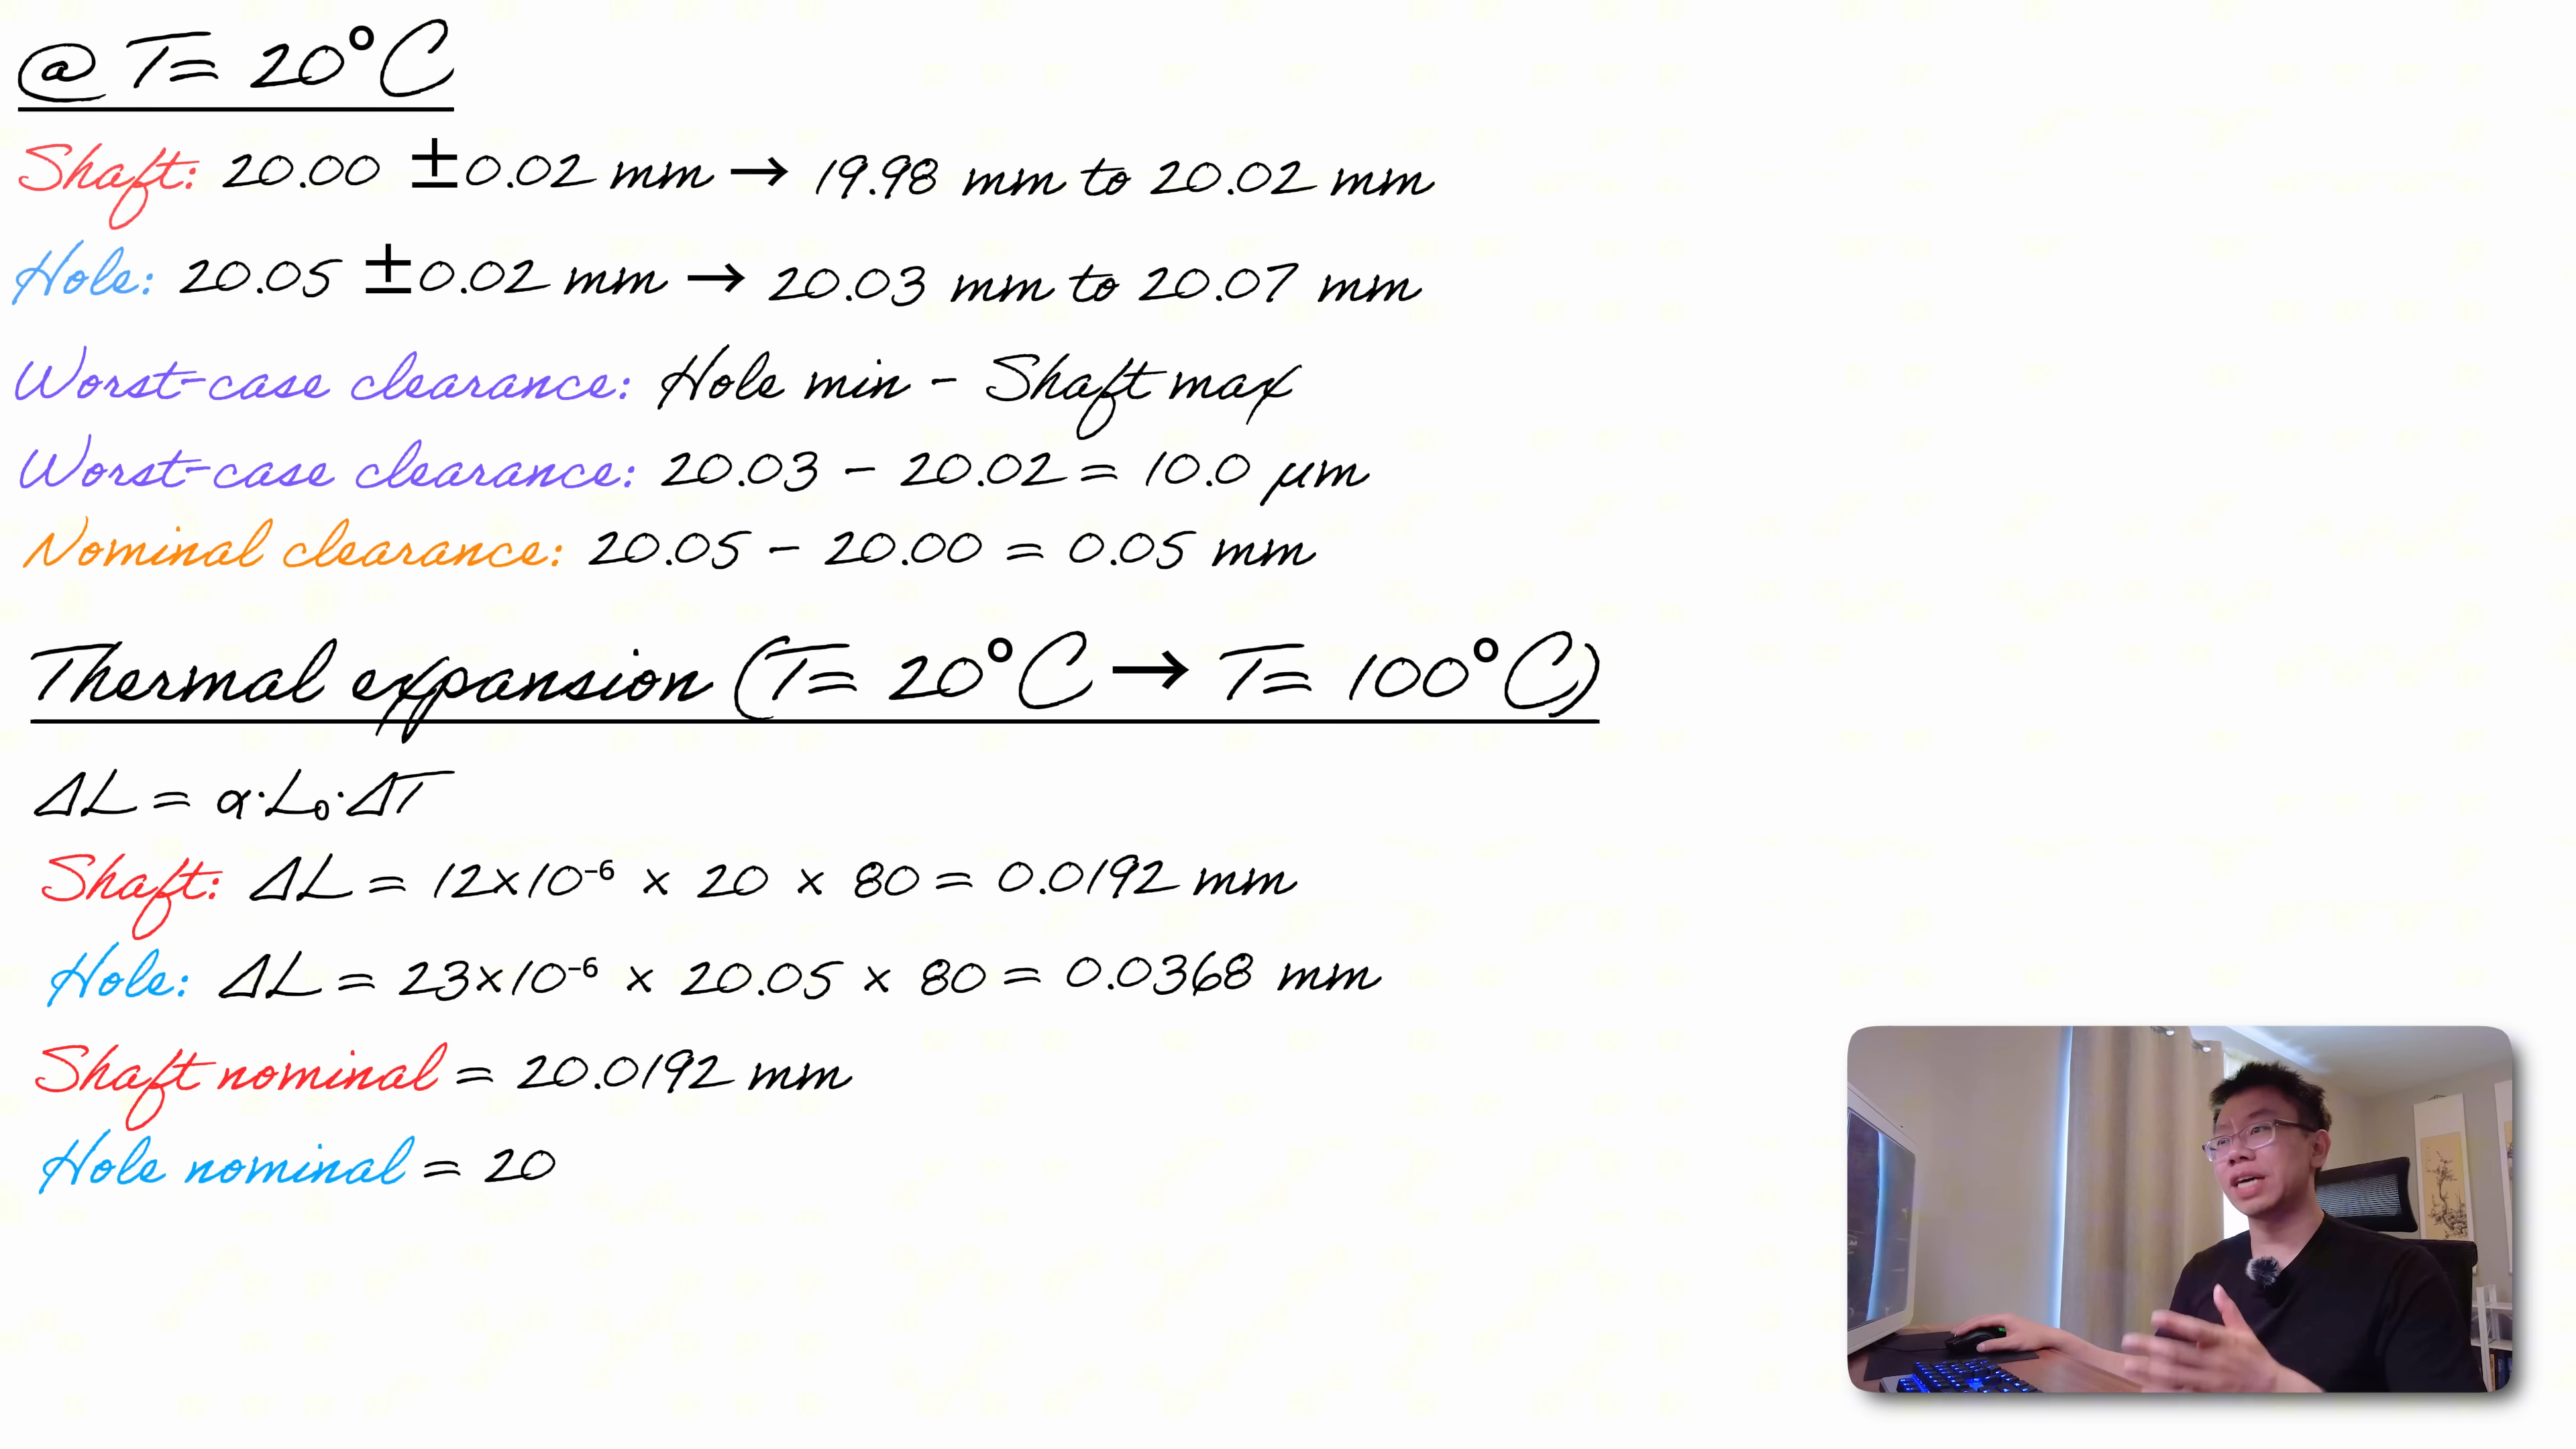 @ T= 20°C
Shaft: 20.00 ±0.02 mm → 19.98 mm to 20.02 mm
Hole: 20.05 ±0.02 mm → 20.03 mm to 20.07 mm
Worst-case clearance: Hole min - Shaft max
Worst-case clearance: 20.03 - 20.02 = 10.0 μm
Nominal clearance: 20.05 - 20.00 = 0.05 mm
Thermal expansion (T= 20°C → T= 100°C)
ΔL = α·L₀·ΔT
Shaft: ΔL = 12×10⁻⁶ × 20 × 80 = 0.0192 mm
Hole: ΔL = 23×10⁻⁶ × 20.05 × 80 = 0.0368 mm
Shaft nominal = 20.0192 mm
Hole nominal = 20